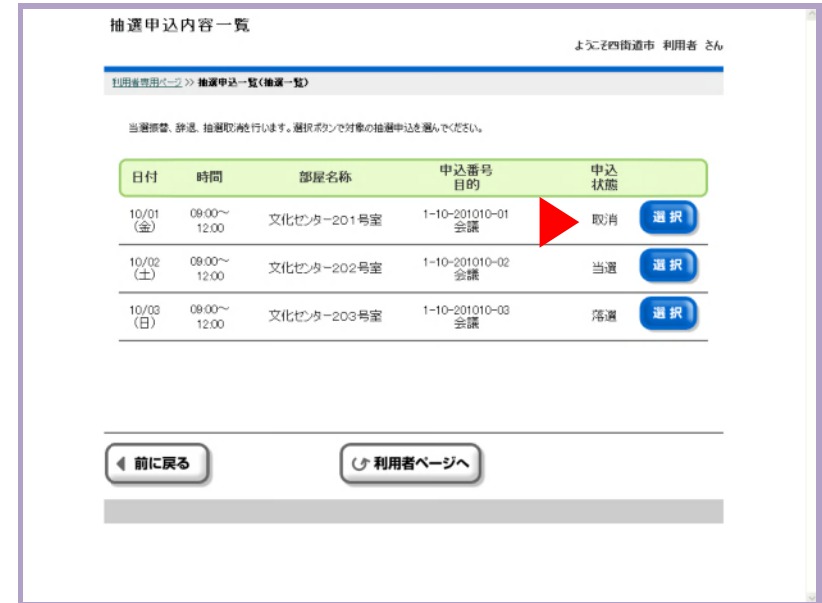 抽選申込内容一覧
ようこそ四街道市 利用者 さん
利用者専用ページ >> 抽選申込一覧(抽選一覧)
当選振替、辞退、抽選取消を行います。選択ボタンで対象の抽選申込を選んでください。
日付 時間 部屋名称 申込番号 目的 申込状態
10/01 (金) 09:00～12:00 文化センター201号室 1-10-201010-01 会議 取消 選択
10/02 (土) 09:00～12:00 文化センター202号室 1-10-201010-02 会議 当選 選択
10/03 (日) 09:00～12:00 文化センター203号室 1-10-201010-03 会議 落選 選択
前に戻る 利用者ページへ